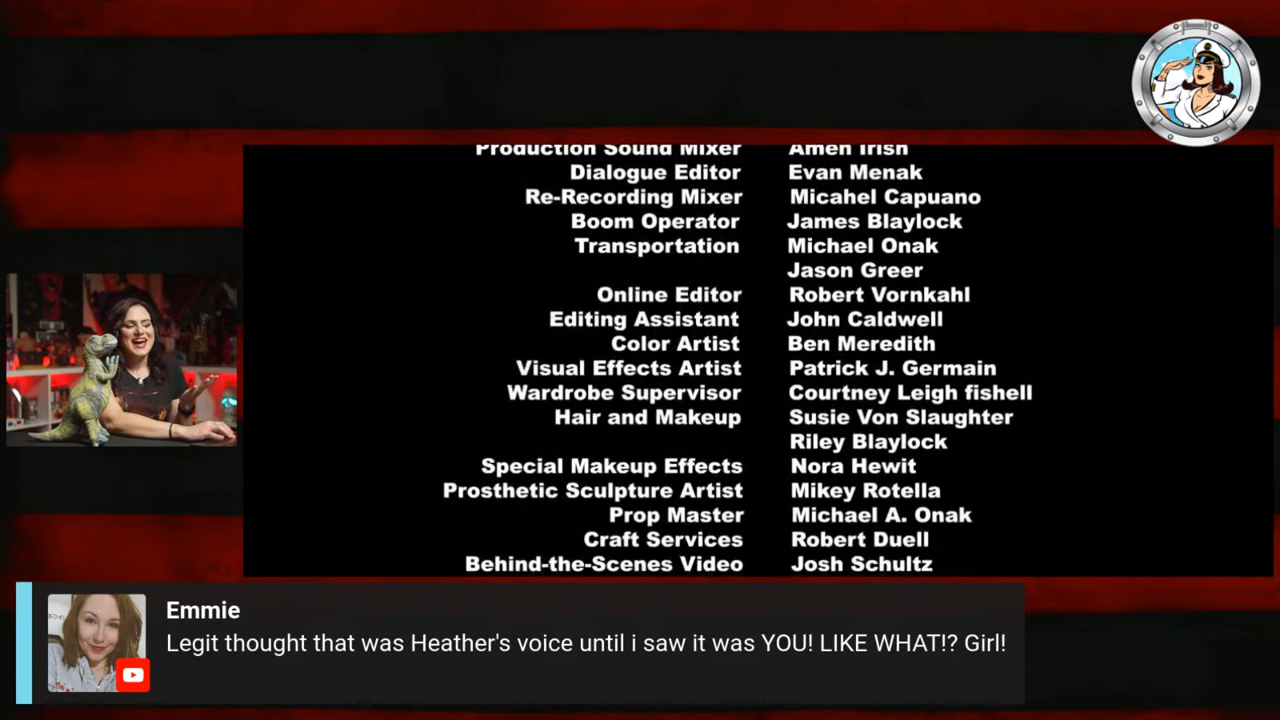 Production Sound Mixer Amen Irish
Dialogue Editor Evan Menak
Re-Recording Mixer Micahel Capuano
Boom Operator James Blaylock
Transportation Michael Onak
Jason Greer
Online Editor Robert Vornkahl
Editing Assistant John Caldwell
Color Artist Ben Meredith
Visual Effects Artist Patrick J. Germain
Wardrobe Supervisor Courtney Leigh fishell
Hair and Makeup Susie Von Slaughter
Riley Blaylock
Special Makeup Effects Nora Hewit
Prosthetic Sculpture Artist Mikey Rotella
Prop Master Michael A. Onak
Craft Services Robert Duell
Behind-the-Scenes Video Josh Schultz
Emmie
Legit thought that was Heather's voice until i saw it was YOU! LIKE WHAT!? Girl!